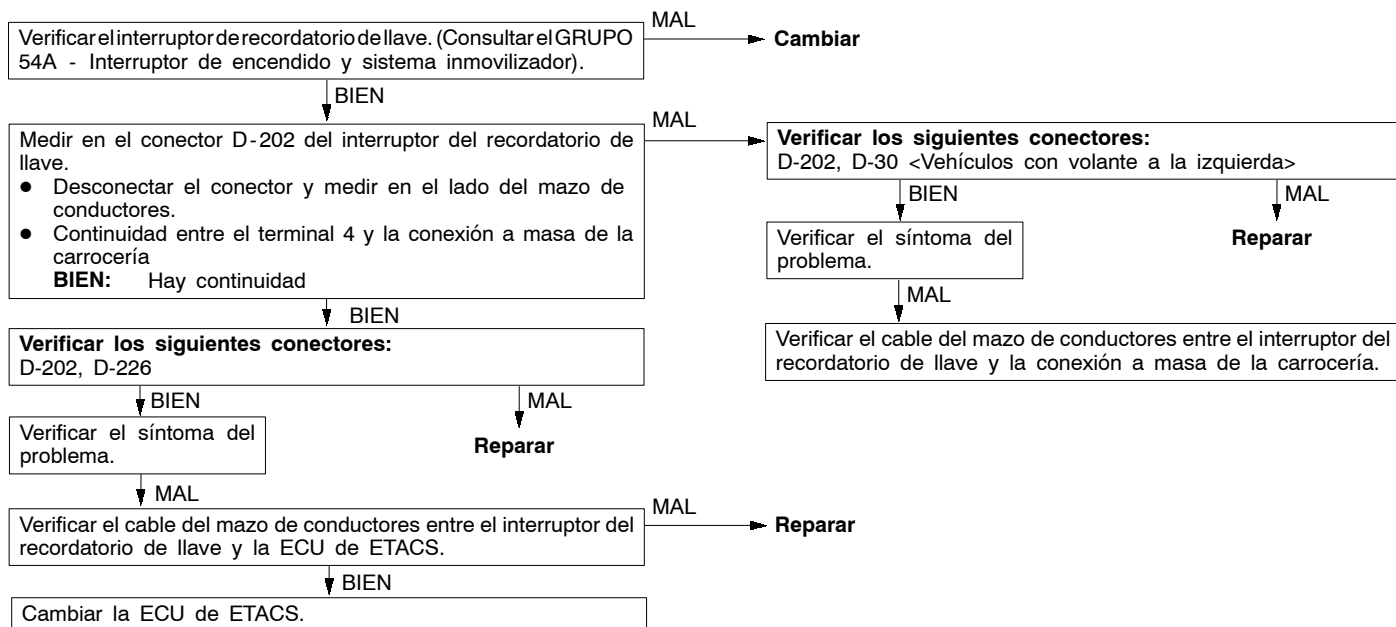 Verificar el interruptor de recordatorio de llave. (Consultar el GRUPO
54A - Interruptor de encendido y sistema inmovilizador).
MAL
Cambiar
BIEN
Medir en el conector D-202 del interruptor del recordatorio de
llave.
● Desconectar el conector y medir en el lado del mazo de
conductores.
● Continuidad entre el terminal 4 y la conexión a masa de la
carrocería
BIEN: Hay continuidad
MAL
Verificar los siguientes conectores:
D-202, D-30 <Vehículos con volante a la izquierda>
BIEN
MAL
Verificar el síntoma del
problema.
Reparar
MAL
Verificar el cable del mazo de conductores entre el interruptor del
recordatorio de llave y la conexión a masa de la carrocería.
BIEN
Verificar los siguientes conectores:
D-202, D-226
BIEN
MAL
Verificar el síntoma del
problema.
Reparar
MAL
Verificar el cable del mazo de conductores entre el interruptor del
recordatorio de llave y la ECU de ETACS.
MAL
Reparar
BIEN
Cambiar la ECU de ETACS.